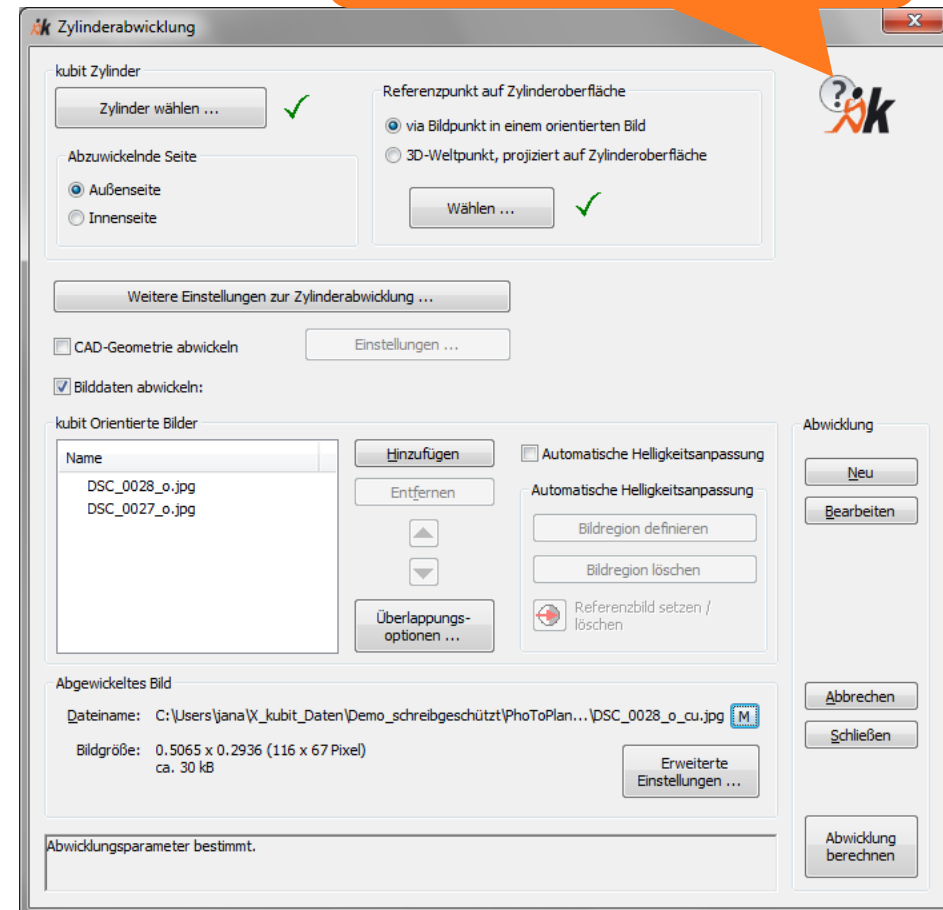 Zylinderabwicklung
kubit Zylinder
Zylinder wählen ...
Abzuwickelnde Seite
Außenseite
Innenseite
Referenzpunkt auf Zylinderoberfläche
via Bildpunkt in einem orientierten Bild
3D-Weltpunkt, projiziert auf Zylinderoberfläche
Wählen ...
?
k
Weitere Einstellungen zur Zylinderabwicklung ...
CAD-Geometrie abwickeln
Einstellungen ...
Bilddaten abwickeln:
kubit Orientierte Bilder
Name
DSC_0028_o.jpg
DSC_0027_o.jpg
Hinzufügen
Entfernen
Überlappungs-
optionen ...
Automatische Helligkeitsanpassung
Automatische Helligkeitsanpassung
Bildregion definieren
Bildregion löschen
Referenzbild setzen /
löschen
Abwicklung
Neu
Bearbeiten
Abbrechen
Schließen
Abwicklung
berechnen
Abgewickeltes Bild
Dateiname: C:\Users\jana\X_kubit_Daten\Demo_schreibgeschützt\PhoToPlan...\DSC_0028_o_cu.jpg M
Bildgröße: 0.5065 x 0.2936 (116 x 67 Pixel)
ca. 30 kB
Erweiterte
Einstellungen ...
Abwicklungsparameter bestimmt.